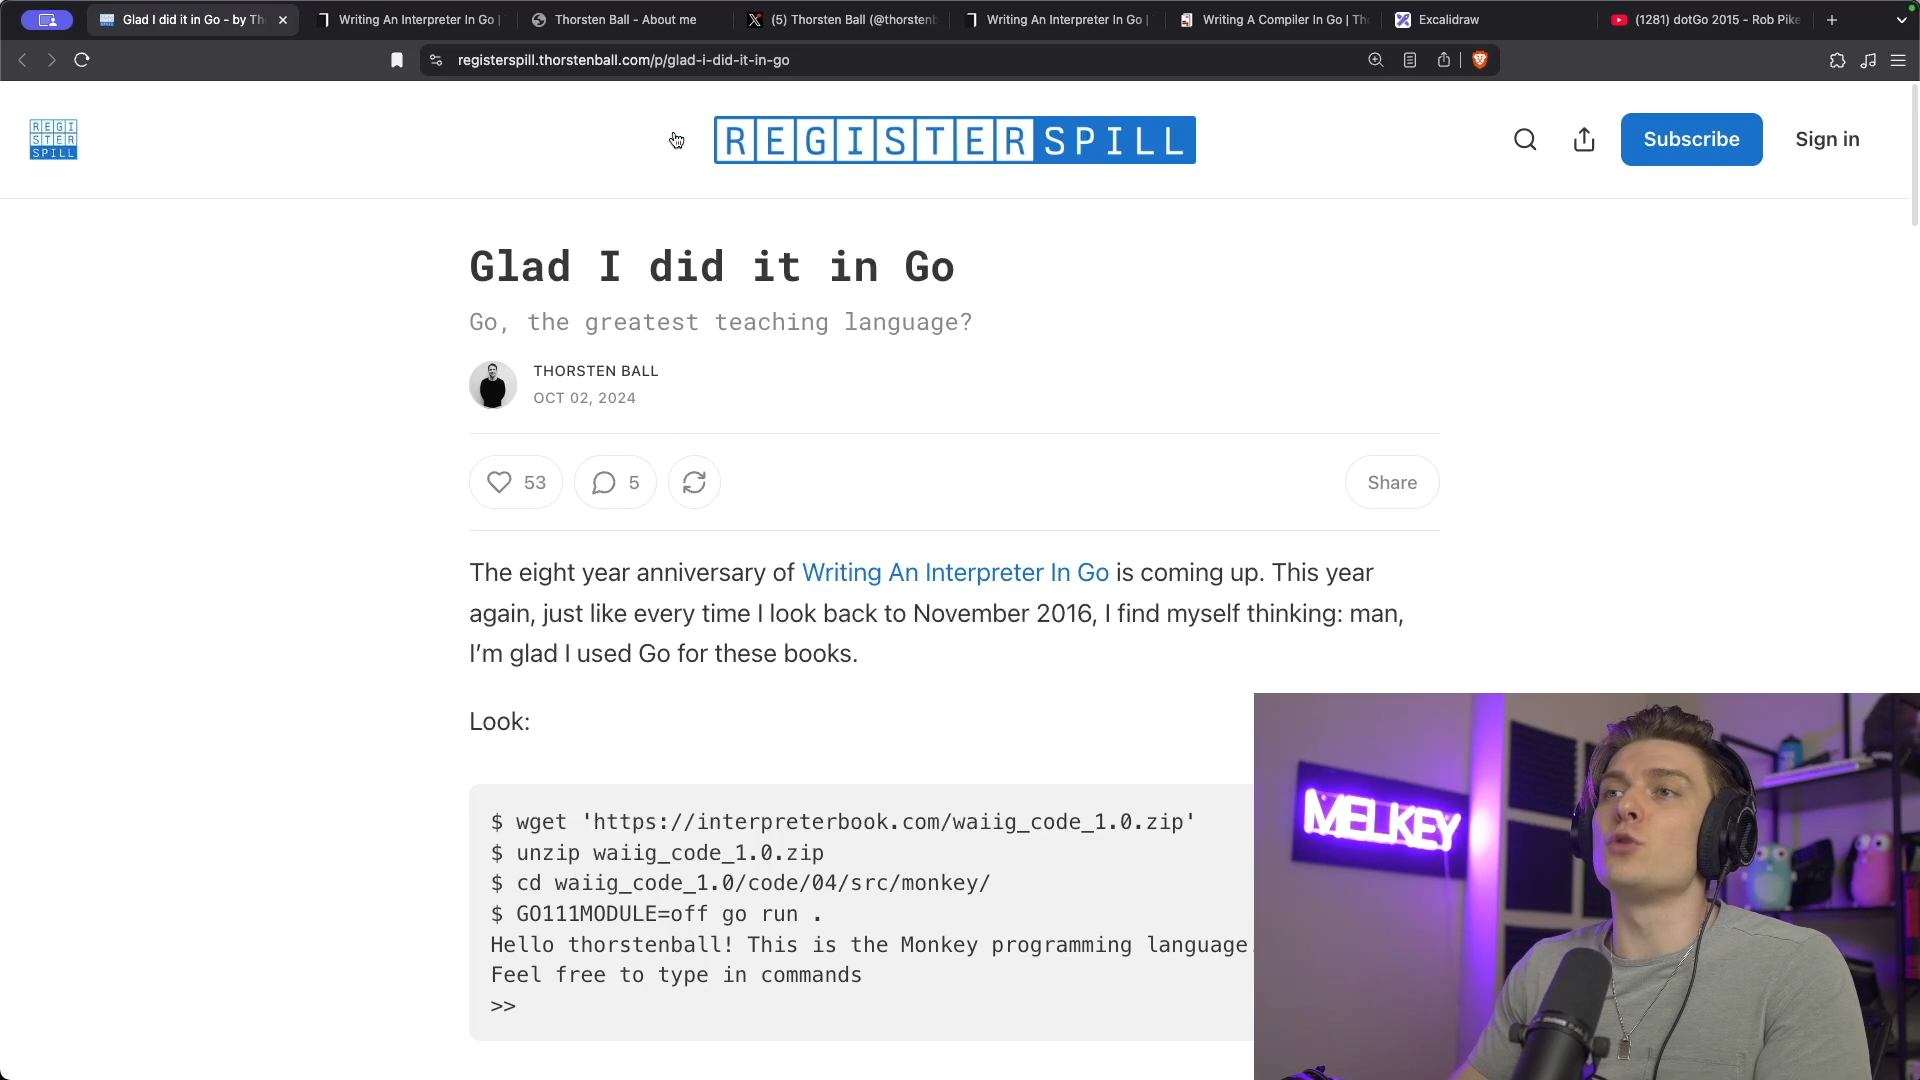 Glad I did it in Go - by Th
Writing An Interpreter In Go |
Thorsten Ball - About me
(5) Thorsten Ball (@thorstenb
Writing An Interpreter In Go |
Writing A Compiler In Go | Tho
Excalidraw
(1281) dotGo 2015 - Rob Pike
registerspill.thorstenball.com/p/glad-i-did-it-in-go
REGI
STER
SPILL
REGISTERSPILL
Subscribe
Sign in
Glad I did it in Go
Go, the greatest teaching language?
THORSTEN BALL
OCT 02, 2024
53
5
Share
The eight year anniversary of Writing An Interpreter In Go is coming up. This year
again, just like every time I look back to November 2016, I find myself thinking: man,
I’m glad I used Go for these books.
Look:
$ wget 'https://interpreterbook.com/waiig_code_1.0.zip'
$ unzip waiig_code_1.0.zip
$ cd waiig_code_1.0/code/04/src/monkey/
$ GO111MODULE=off go run .
Hello thorstenball! This is the Monkey programming language.
Feel free to type in commands
>>
MELKEY